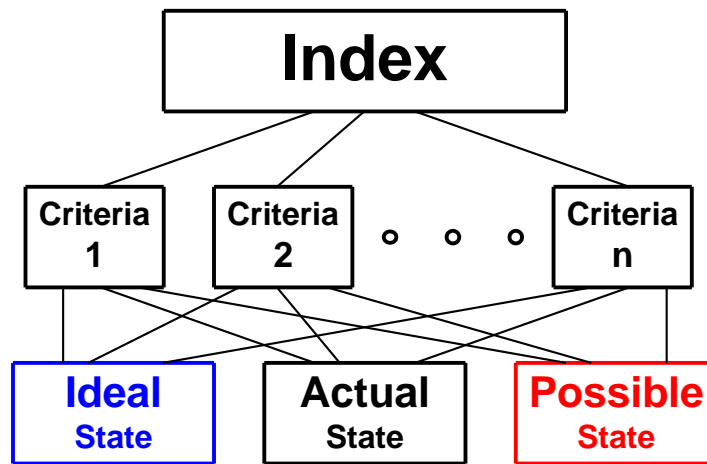 Index
Criteria
1
Criteria
2
Criteria
n
Ideal
State
Actual
State
Possible
State